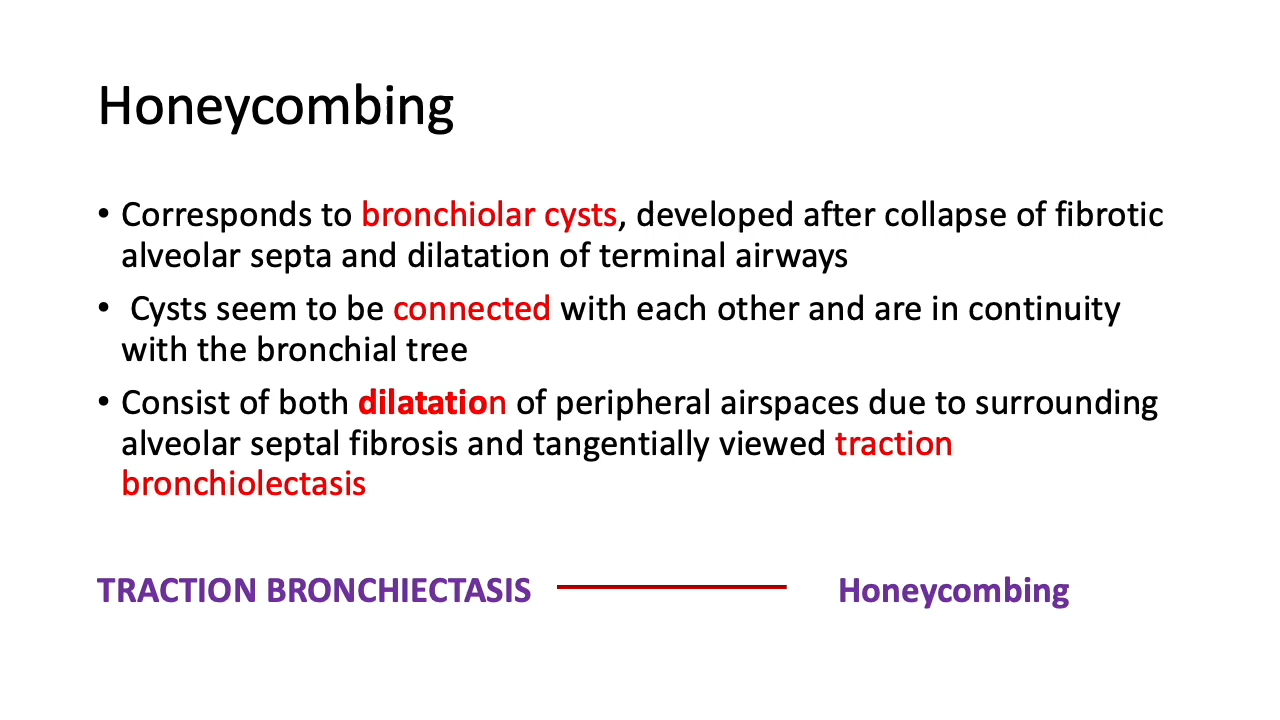 Honeycombing
• Corresponds to bronchiolar cysts, developed after collapse of fibrotic
alveolar septa and dilatation of terminal airways
• Cysts seem to be connected with each other and are in continuity
with the bronchial tree
• Consist of both dilatation of peripheral airspaces due to surrounding
alveolar septal fibrosis and tangentially viewed traction
bronchiolectasis
TRACTION BRONCHIECTASIS Honeycombing